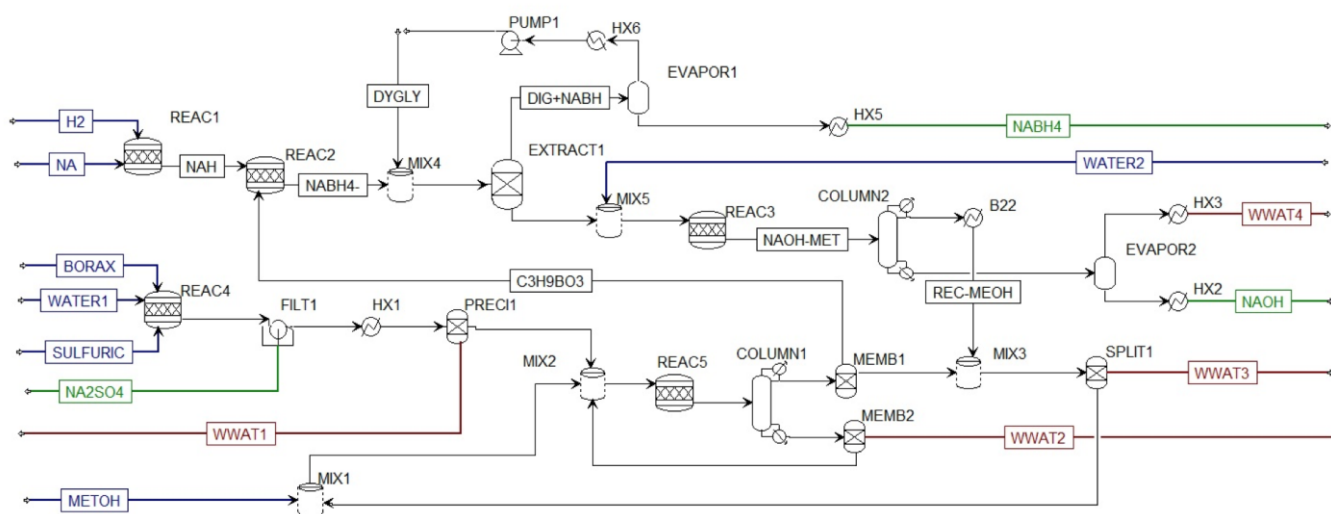 PUMP1
HX6
EVAPOR1
DYGLY
DIG+NABH
H2
REAC1
HX5
NABH4
NA
NAH
REAC2
MIX4
EXTRACT1
WATER2
NABH4-
MIX5
REAC3
COLUMN2
B22
HX3
WWAT4
NAOH-MET
EVAPOR2
BORAX
C3H9BO3
REC-MEOH
HX2
NAOH
WATER1
REAC4
FILT1
HX1
PRECI1
SULFURIC
MIX2
REAC5
COLUMN1
MEMB1
MIX3
SPLIT1
WWAT3
NA2SO4
MEMB2
WWAT1
WWAT2
METOH
MIX1